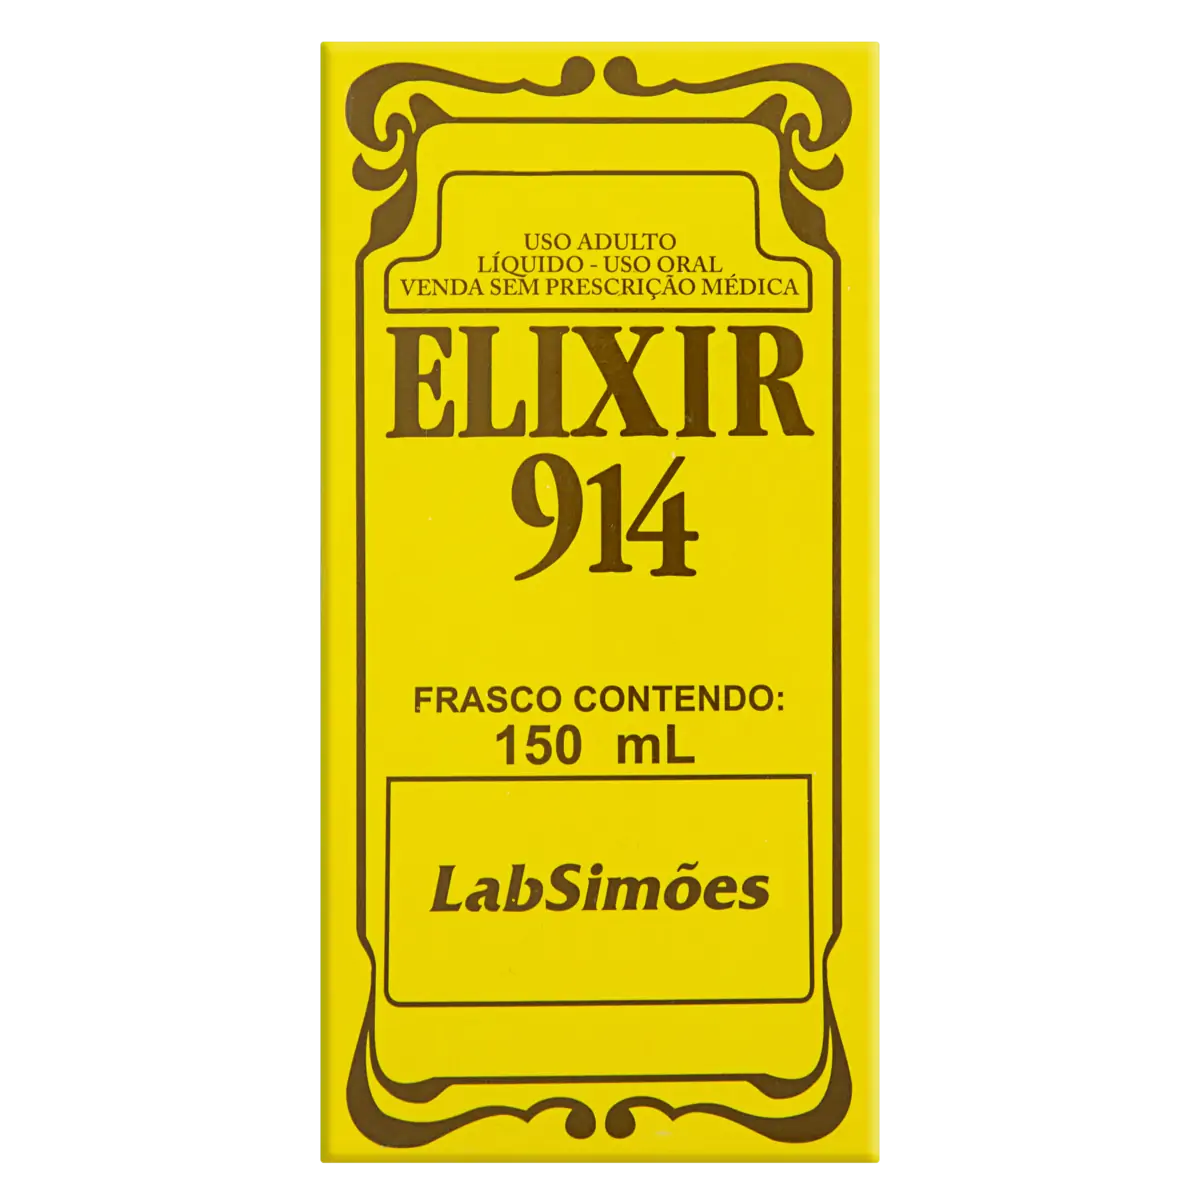 USO ADULTO
LÍQUIDO - USO ORAL
VENDA SEM PRESCRIÇÃO MÉDICA
ELIXIR
914
FRASCO CONTENDO:
150 mL
LabSimões